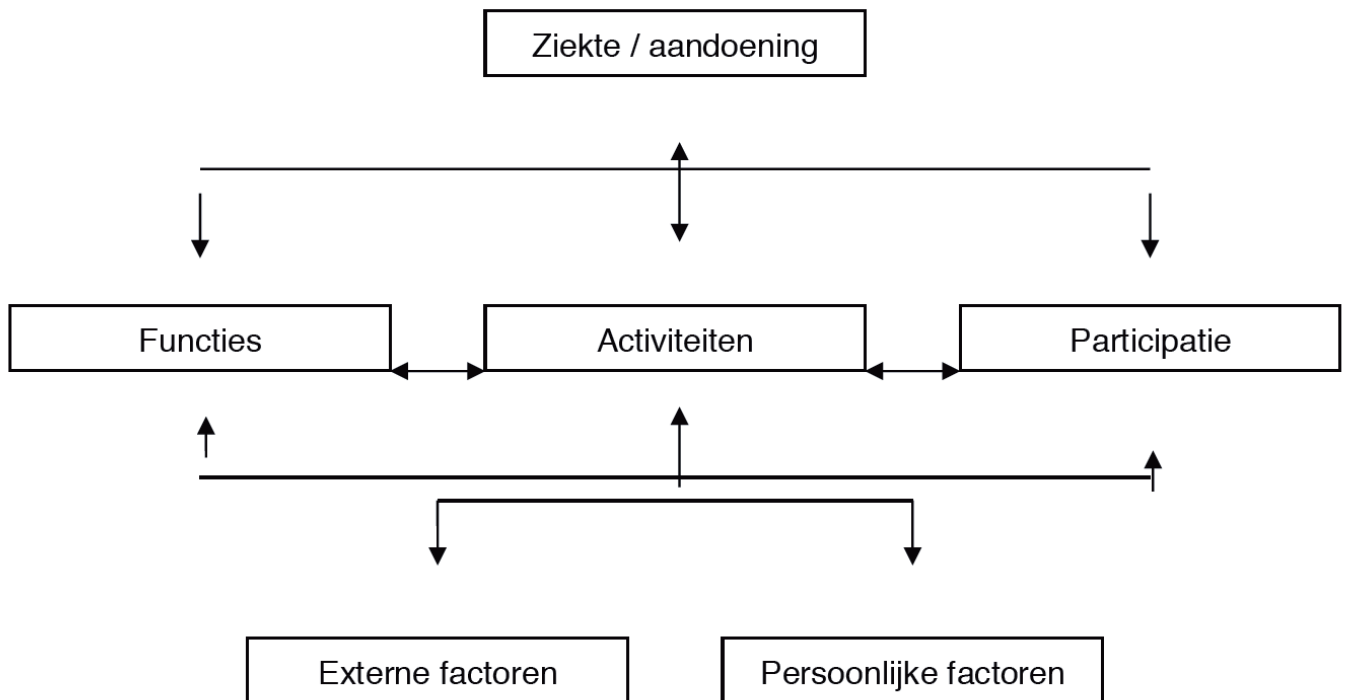 Ziekte / aandoening
Functies
Activiteiten
Participatie
Externe factoren
Persoonlijke factoren